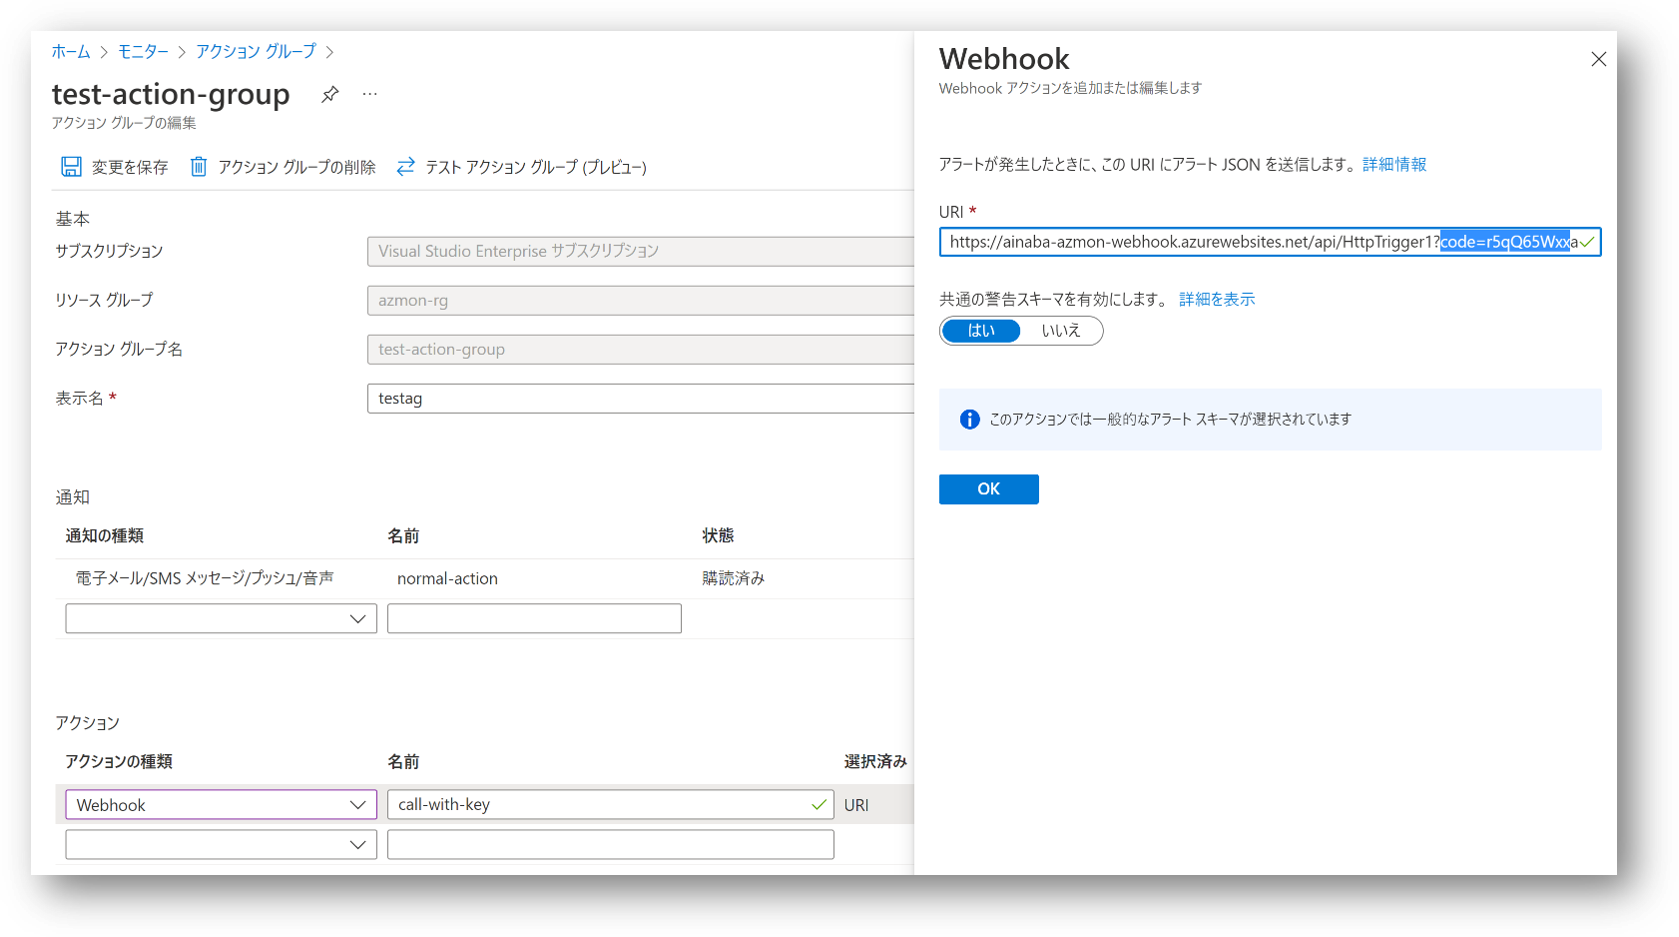 ホーム > モニター > アクション グループ >
test-action-group ...
アクション グループの編集
変更を保存 アクション グループの削除 テスト アクション グループ (プレビュー)
基本
サブスクリプション Visual Studio Enterprise サブスクリプション
リソース グループ azmon-rg
アクション グループ名 test-action-group
表示名 * testag
通知
通知の種類 名前 状態
電子メール/SMS メッセージ/プッシュ/音声 normal-action 購読済み
アクション
アクションの種類 名前 選択済み
Webhook call-with-key URI
Webhook
Webhook アクションを追加または編集します
アラートが発生したときに、この URI にアラート JSON を送信します。 詳細情報
URI *
https://ainaba-azmon-webhook.azurewebsites.net/api/HttpTrigger1?code=r5qQ65Wxxa
共通の警告スキーマを有効にします。 詳細を表示
はい いいえ
このアクションでは一般的なアラート スキーマが選択されています
OK